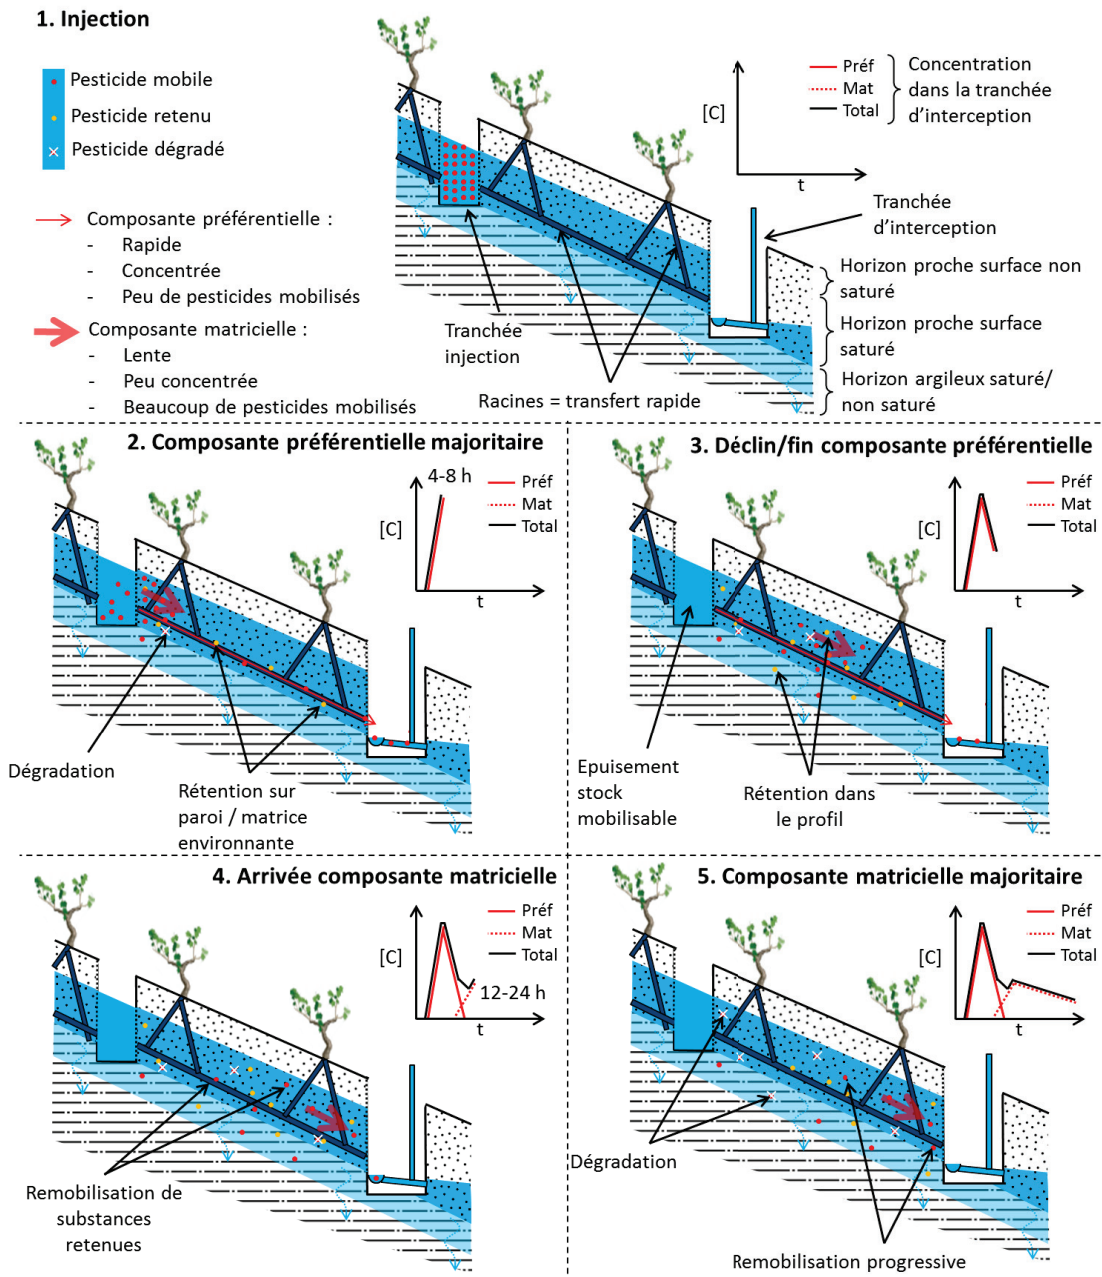 1. Injection
Pesticide mobile
Pesticide retenu
Pesticide dégradé
Composante préférentielle :
- Rapide
- Concentrée
- Peu de pesticides mobilisés
Composante matricielle :
- Lente
- Peu concentrée
- Beaucoup de pesticides mobilisés
[C]
t
Préf
Mat
Total
Concentration
dans la tranchée
d'interception
Tranchée
d'interception
Horizon proche surface non
saturé
Horizon proche surface
saturé
Horizon argileux saturé/
non saturé
Tranchée
injection
Racines = transfert rapide
2. Composante préférentielle majoritaire
4-8 h
[C]
t
Préf
Mat
Total
Dégradation
Rétention sur
paroi / matrice
environnante
3. Déclin/fin composante préférentielle
[C]
t
Préf
Mat
Total
Epuisement
stock
mobilisable
Rétention dans
le profil
4. Arrivée composante matricielle
[C]
t
Préf
Mat
Total
12-24 h
Remobilisation de
substances
retenues
5. Composante matricielle majoritaire
[C]
t
Préf
Mat
Total
Dégradation
Remobilisation progressive